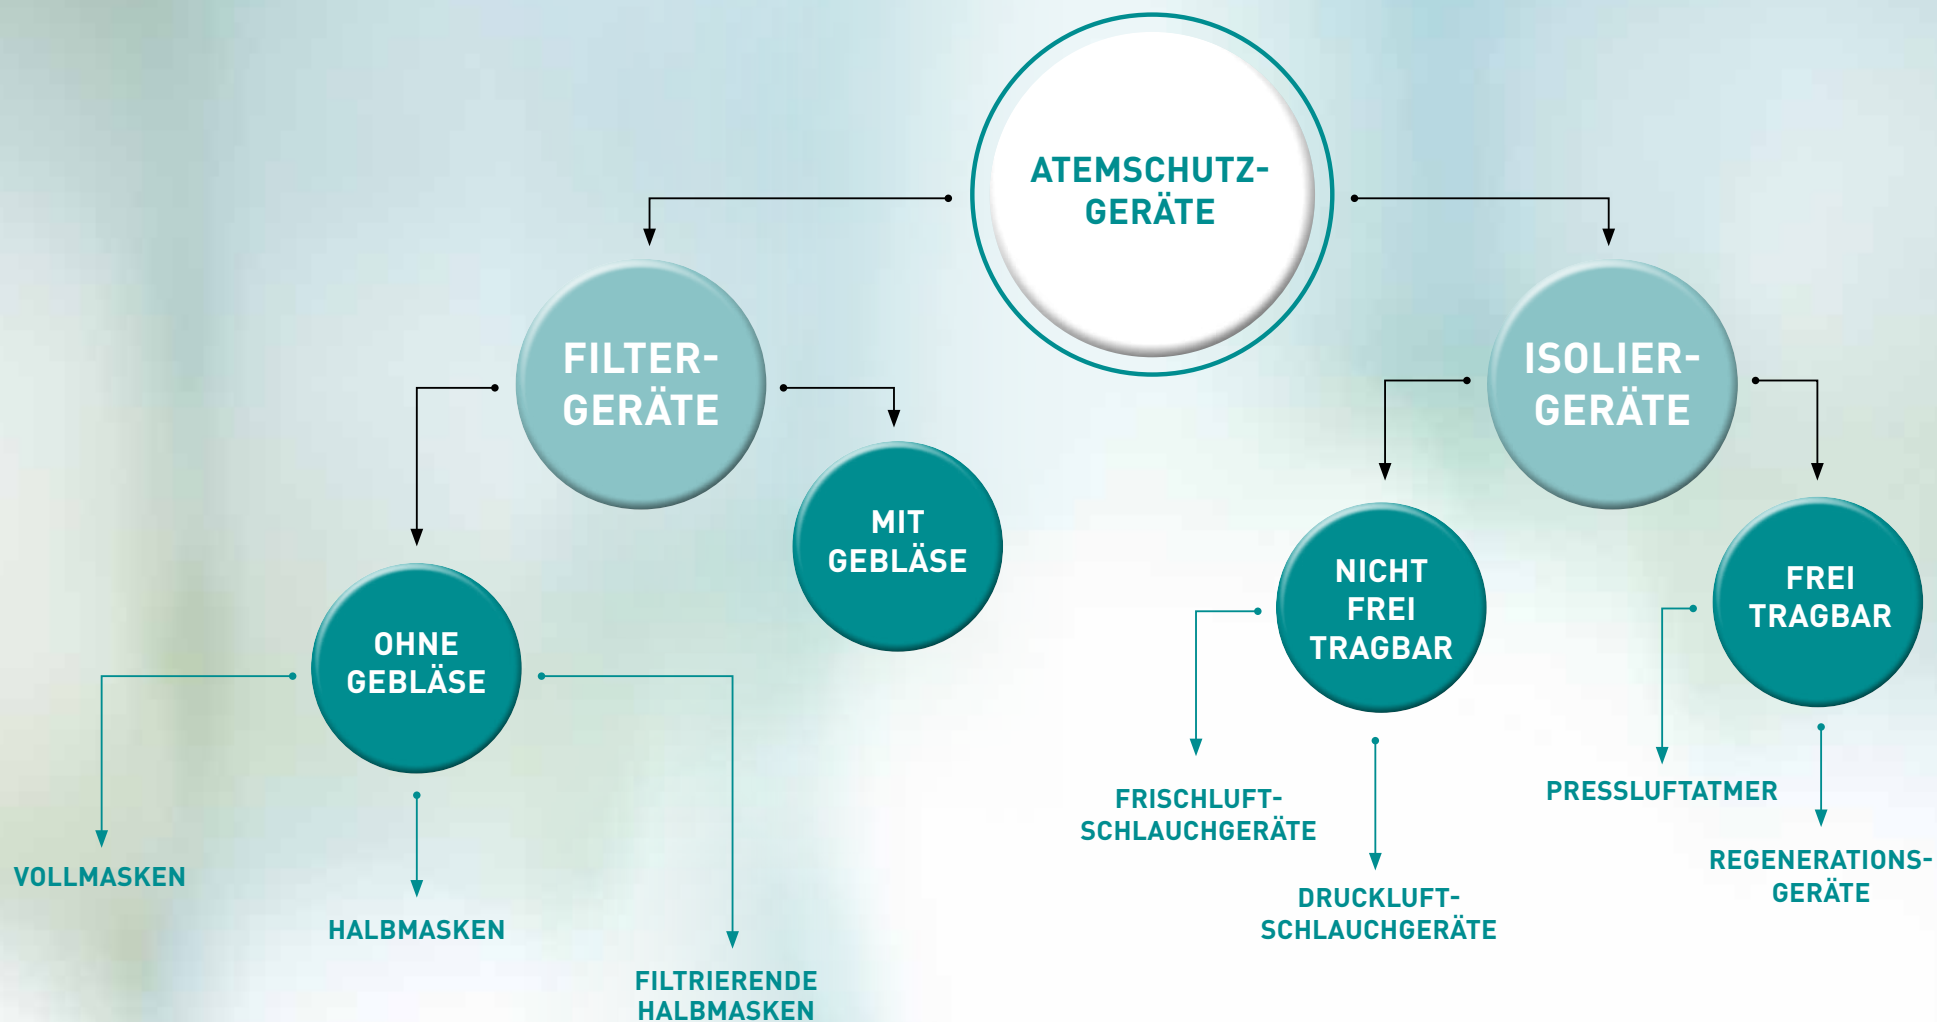 ATEMSCHUTZ-
GERÄTE
FILTER-
GERÄTE
ISOLIER-
GERÄTE
MIT
GEBLÄSE
OHNE
GEBLÄSE
NICHT
FREI
TRAGBAR
FREI
TRAGBAR
VOLLMASKEN
HALBMASKEN
FILTRIERENDE
HALBMASKEN
FRISCHLUFT-
SCHLAUCHGERÄTE
DRUCKLUFT-
SCHLAUCHGERÄTE
PRESSLUFTATMER
REGENERATIONS-
GERÄTE